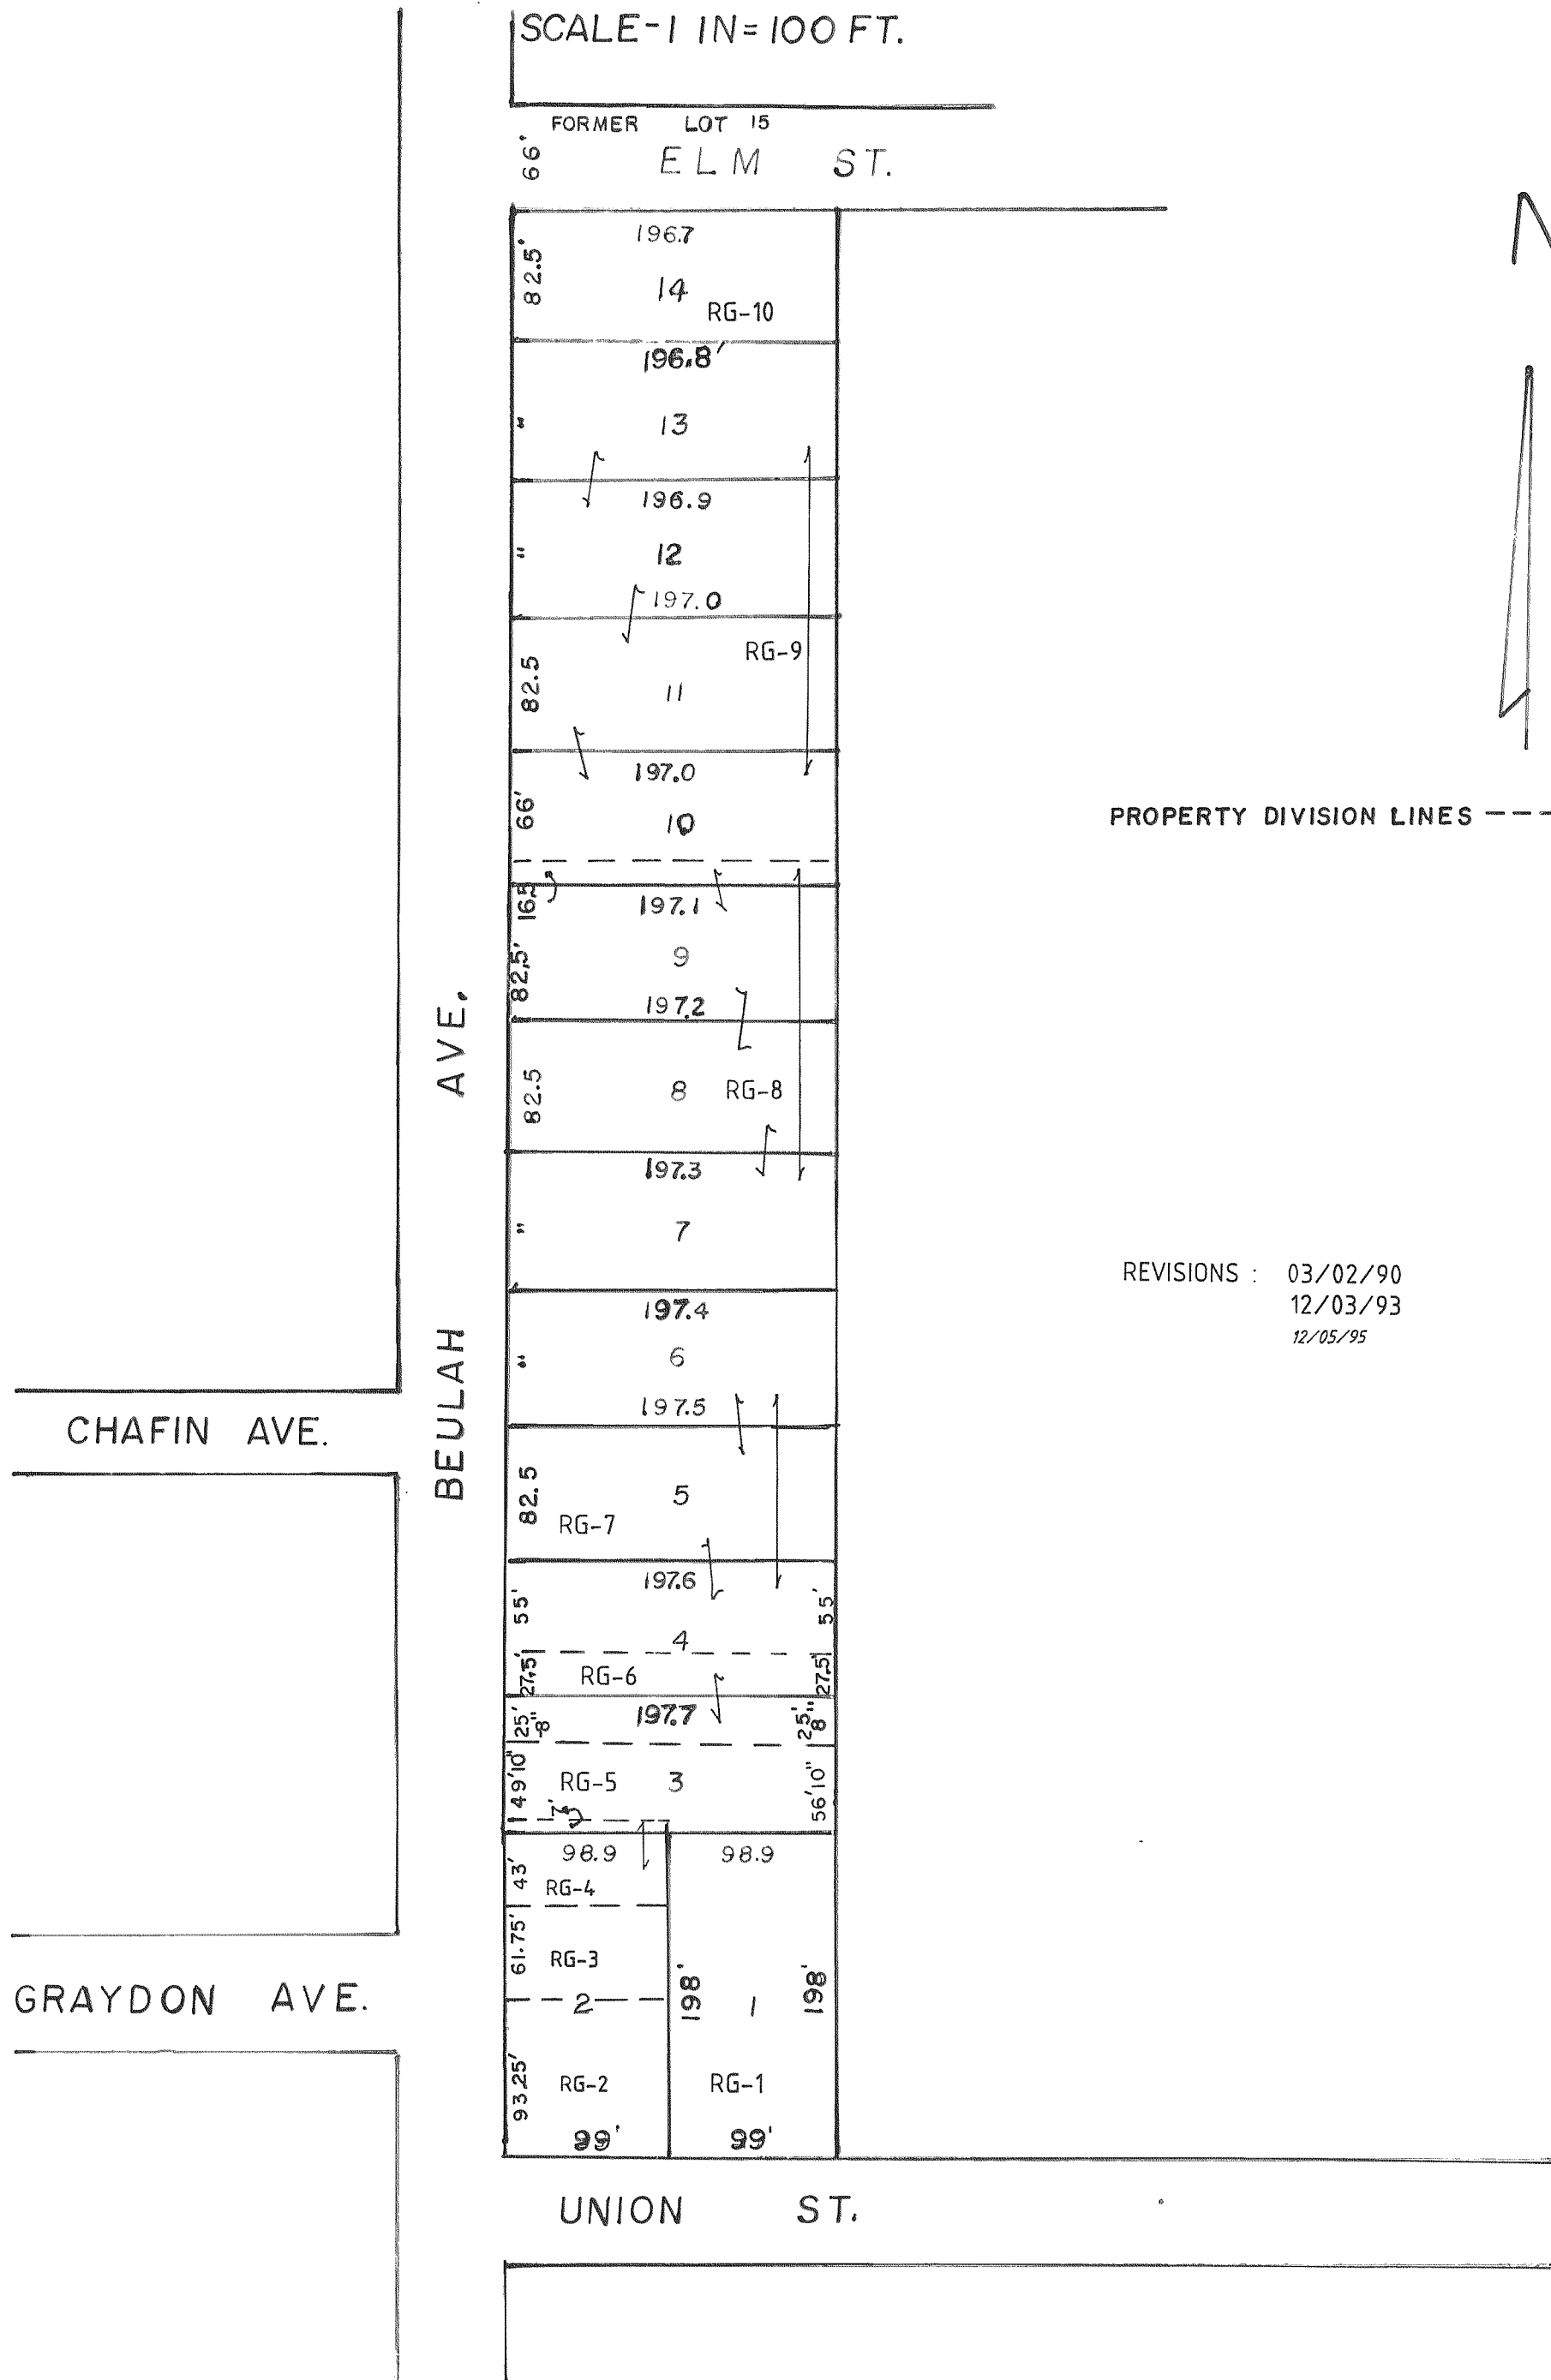 SCALE-1 IN=100 FT.
FORMER LOT 15
66'
ELM ST.
196.7
82.5'
14
RG-10
196.8'
"
13
196.9
"
12
197.0
RG-9
82.5
11
197.0
66'
10
PROPERTY DIVISION LINES ---
16.5
197.1
82.5'
9
197.2
AVE.
82.5
8
RG-8
197.3
"
7
REVISIONS : 03/02/90
12/03/93
12/05/95
197.4
"
6
BEULAH
197.5
CHAFIN AVE.
82.5
5
RG-7
197.6
55'
55'
4
27.5'
RG-6
27.5'
25'-8"
197.7
25'8"
49'10"
RG-5
3
56'10"
7'
98.9
98.9
43'
RG-4
61.75'
RG-3
GRAYDON AVE.
2
198'
1
198'
93.25'
RG-2
RG-1
99'
99'
UNION ST.
N